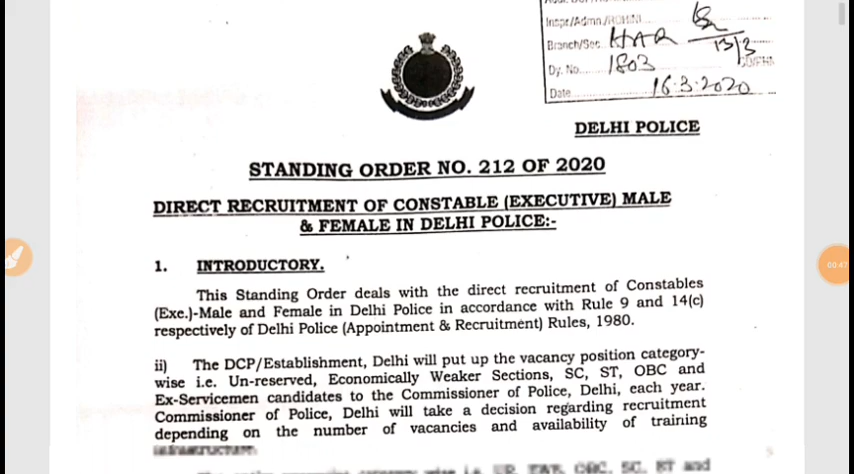 Inspr/Admn/ROHINI
Branch/Sec. HAR
13/3
Dy. No. 1803
Date 16.3.2020
DELHI POLICE
STANDING ORDER NO. 212 OF 2020
DIRECT RECRUITMENT OF CONSTABLE (EXECUTIVE) MALE
& FEMALE IN DELHI POLICE:-
1. INTRODUCTORY.
This Standing Order deals with the direct recruitment of Constables
(Exe.)-Male and Female in Delhi Police in accordance with Rule 9 and 14(c)
respectively of Delhi Police (Appointment & Recruitment) Rules, 1980.
ii) The DCP/Establishment, Delhi will put up the vacancy position category-
wise i.e. Un-reserved, Economically Weaker Sections, SC, ST, OBC and
Ex-Servicemen candidates to the Commissioner of Police, Delhi, each year.
Commissioner of Police, Delhi will take a decision regarding recruitment
depending on the number of vacancies and availability of training
infrastructure.
00:47